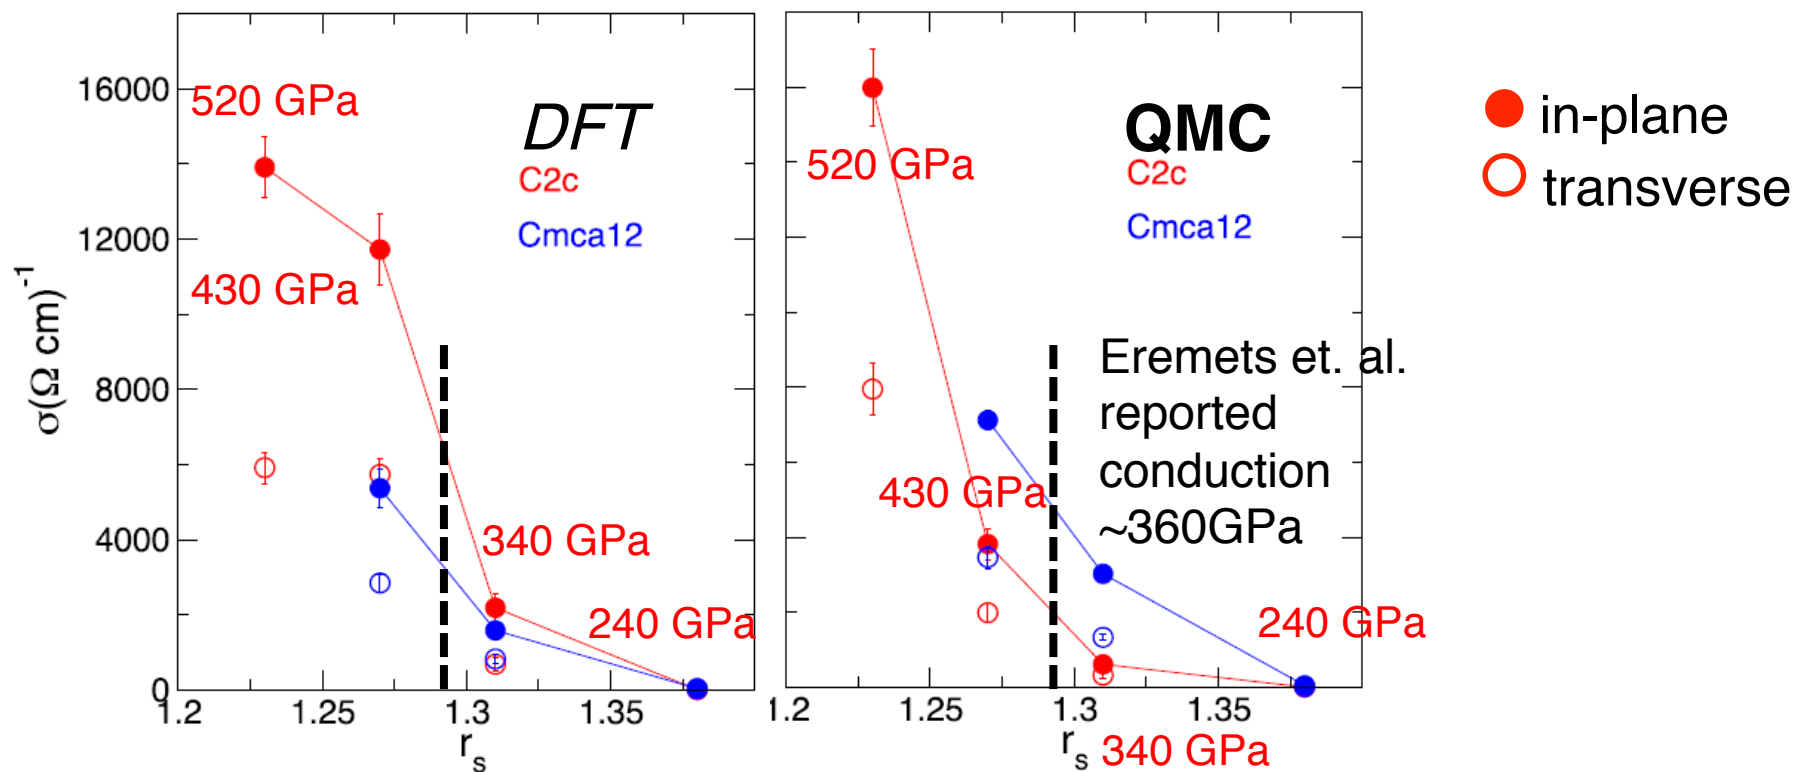 DFT
C2c
Cmca12
520 GPa
430 GPa
340 GPa
240 GPa
σ(Ω cm)⁻¹
16000
12000
8000
4000
0
1.2
1.25
1.3
1.35
rₛ
QMC
C2c
Cmca12
520 GPa
430 GPa
240 GPa
340 GPa
Eremets et. al.
reported
conduction
~360GPa
1.2
1.25
1.3
1.35
rₛ
in-plane
transverse